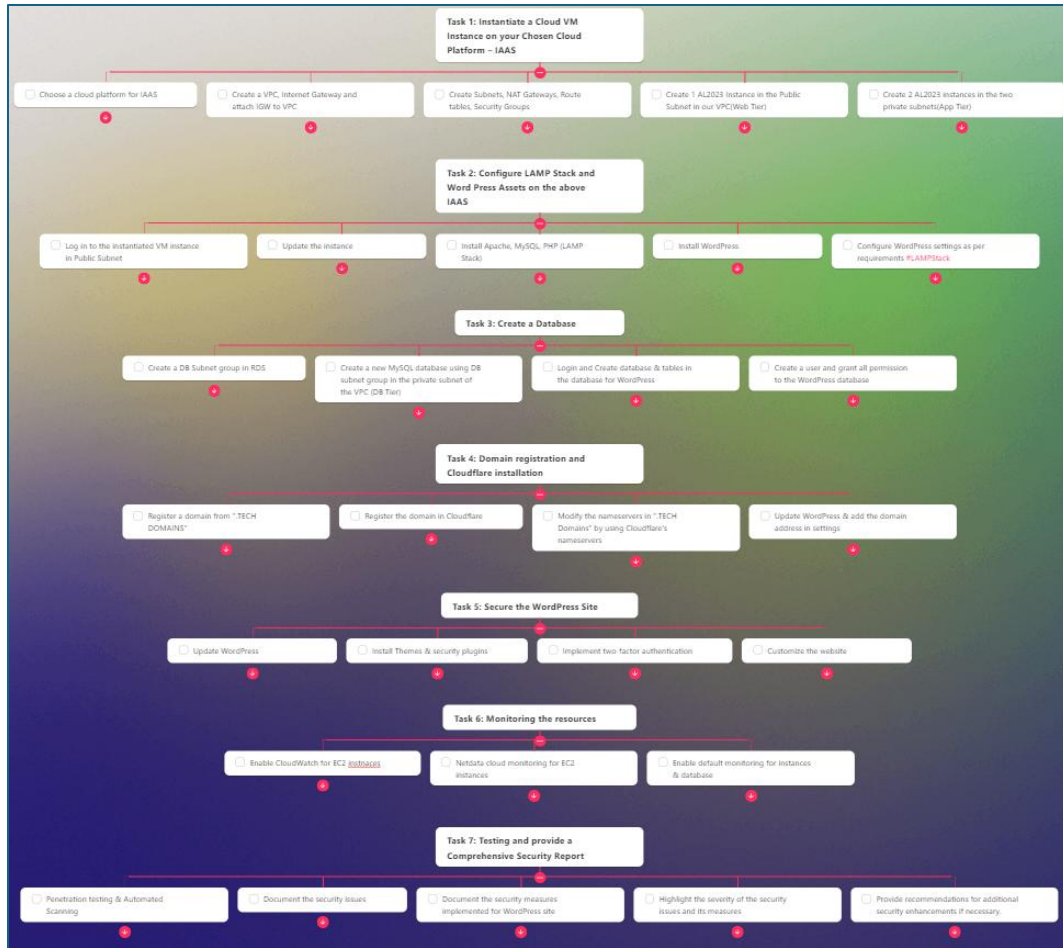 Task 1: Instantiate a Cloud VM
Instance on your Chosen Cloud
Platform – IAAS
Choose a cloud platform for IAAS
Create a VPC, Internet Gateway and
attach IGW to VPC
Create Subnets, NAT Gateways, Route
tables, Security Groups
Create 1 AL2023 Instance in the Public
Subnet in our VPC(Web Tier)
Create 2 AL2023 instances in the two
private subnets(App Tier)
Task 2: Configure LAMP Stack and
Word Press Assets on the above
IAAS
Log in to the instantiated VM instance
in Public Subnet
Update the instance
Install Apache, MySQL, PHP (LAMP
Stack)
Install WordPress
Configure WordPress settings as per
requirements #LAMPStack
Task 3: Create a Database
Create a DB Subnet group in RDS
Create a new MySQL database using DB
subnet group in the private subnet of
the VPC (DB Tier)
Login and Create database & tables in
the database for WordPress
Create a user and grant all permission
to the WordPress database
Task 4: Domain registration and
Cloudflare installation
Register a domain from ".TECH
DOMAINS"
Register the domain in Cloudflare
Modify the nameservers in ".TECH
Domains" by using Cloudflare's
nameservers
Update WordPress & add the domain
address in settings
Task 5: Secure the WordPress Site
Update WordPress
Install Themes & security plugins
Implement two-factor authentication
Customize the website
Task 6: Monitoring the resources
Enable CloudWatch for EC2 instnaces
Netdata cloud monitoring for EC2
instances
Enable default monitoring for instances
& database
Task 7: Testing and provide a
Comprehensive Security Report
Penetration testing & Automated
Scanning
Document the security issues
Document the security measures
implemented for WordPress site
Highlight the severity of the security
issues and its measures
Provide recommendations for additional
security enhancements if necessary.